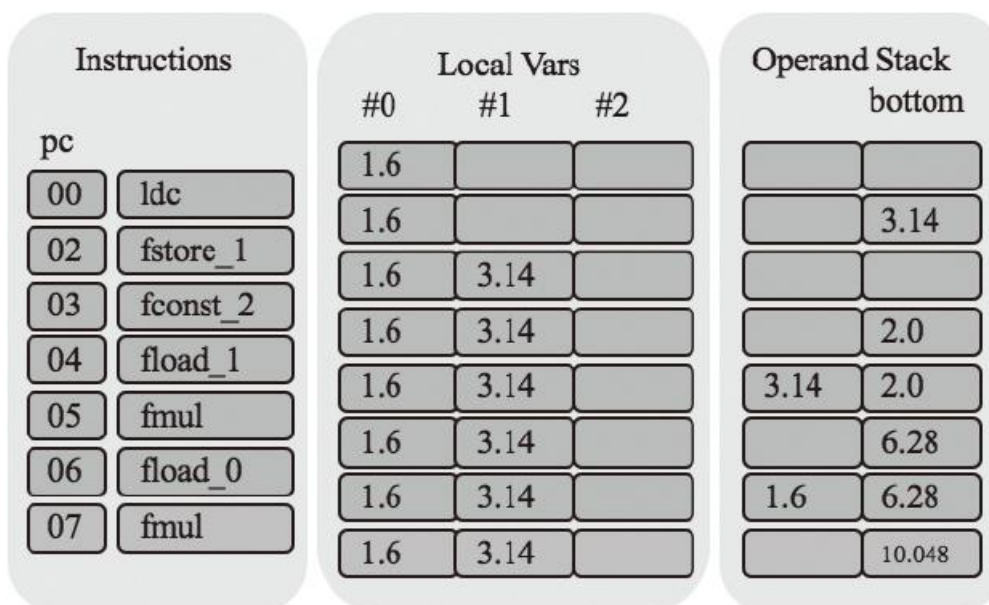 Instructions
pc
00 ldc
02 fstore_1
03 fconst_2
04 fload_1
05 fmul
06 fload_0
07 fmul
Local Vars
#0 #1 #2
1.6
1.6
1.6 3.14
1.6 3.14
1.6 3.14
1.6 3.14
1.6 3.14
1.6 3.14
Operand Stack
bottom
3.14
2.0
3.14 2.0
6.28
1.6 6.28
10.048